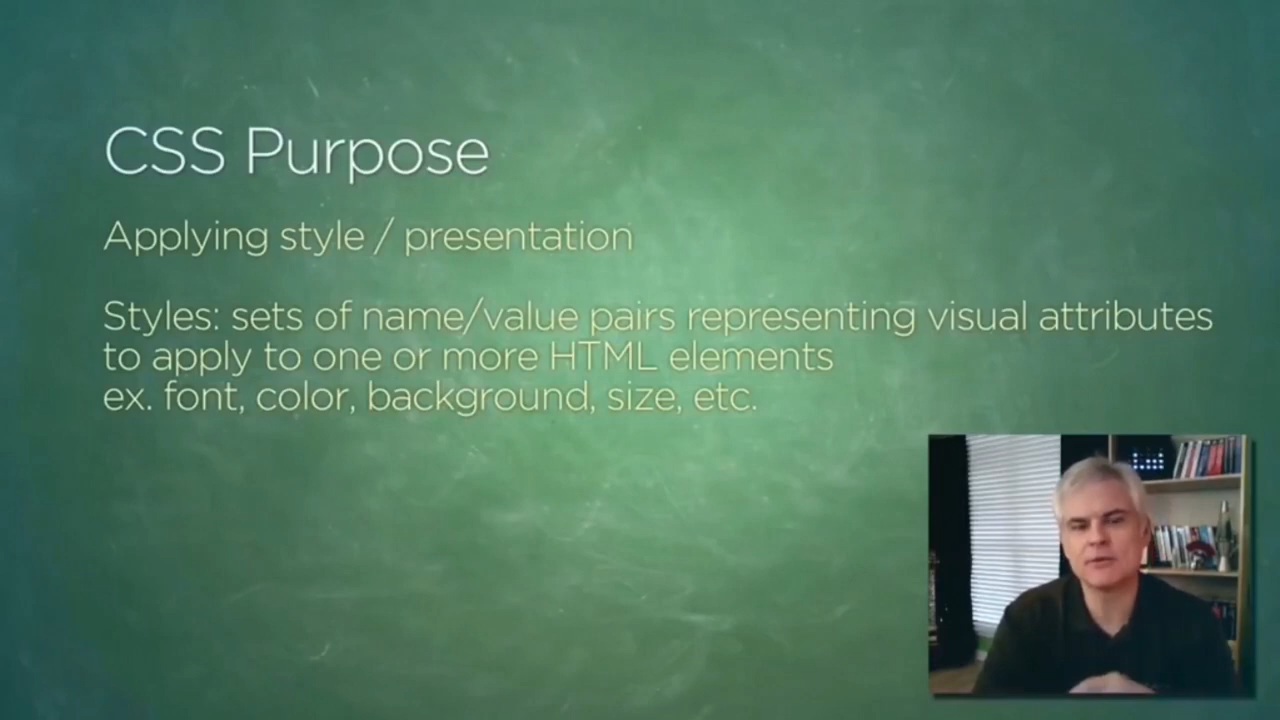 CSS Purpose
Applying style / presentation
Styles: sets of name/value pairs representing visual attributes
to apply to one or more HTML elements
ex. font, color, background, size, etc.